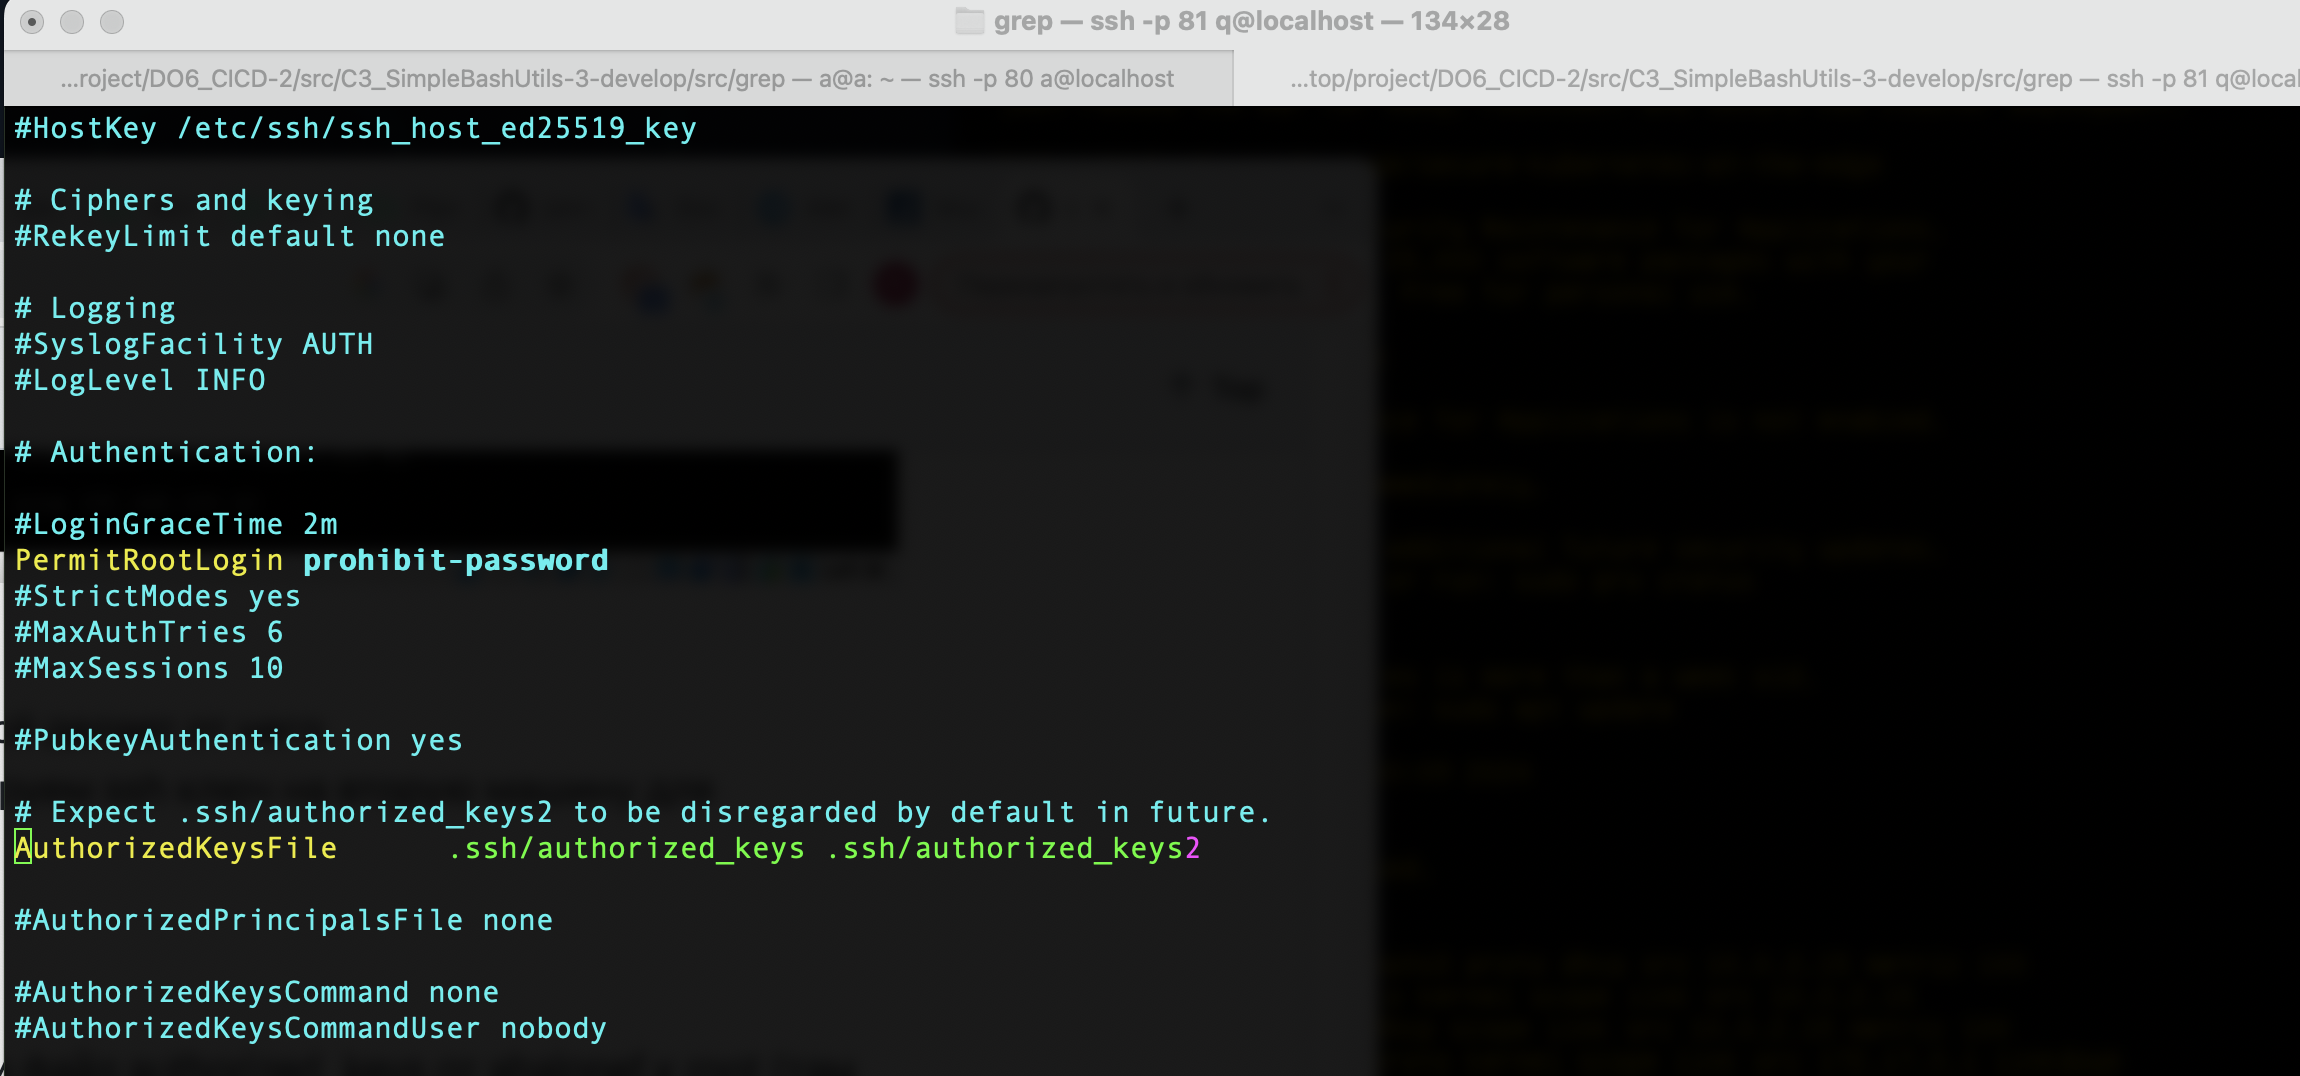 grep — ssh -p 81 q@localhost — 134×28
...roject/DO6_CICD-2/src/C3_SimpleBashUtils-3-develop/src/grep — a@a: ~ — ssh -p 80 a@localhost
...top/project/DO6_CICD-2/src/C3_SimpleBashUtils-3-develop/src/grep — ssh -p 81 q@local
#HostKey /etc/ssh/ssh_host_ed25519_key
# Ciphers and keying
#RekeyLimit default none
# Logging
#SyslogFacility AUTH
#LogLevel INFO
# Authentication:
#LoginGraceTime 2m
PermitRootLogin prohibit-password
#StrictModes yes
#MaxAuthTries 6
#MaxSessions 10
#PubkeyAuthentication yes
# Expect .ssh/authorized_keys2 to be disregarded by default in future.
AuthorizedKeysFile      .ssh/authorized_keys .ssh/authorized_keys2
#AuthorizedPrincipalsFile none
#AuthorizedKeysCommand none
#AuthorizedKeysCommandUser nobody